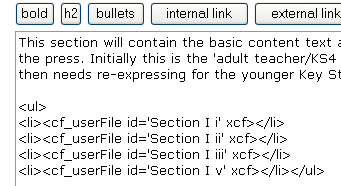 bold h2 bullets internal link external link
This section will contain the basic content text a
the press. Initially this is the 'adult teacher/KS4
then needs re-expressing for the younger Key St
<ul>
<li><cf_userFile id='Section I i' xcf></li>
<li><cf_userFile id='Section I ii' xcf></li>
<li><cf_userFile id='Section I iii' xcf></li>
<li><cf_userFile id='Section I v' xcf></li></ul>